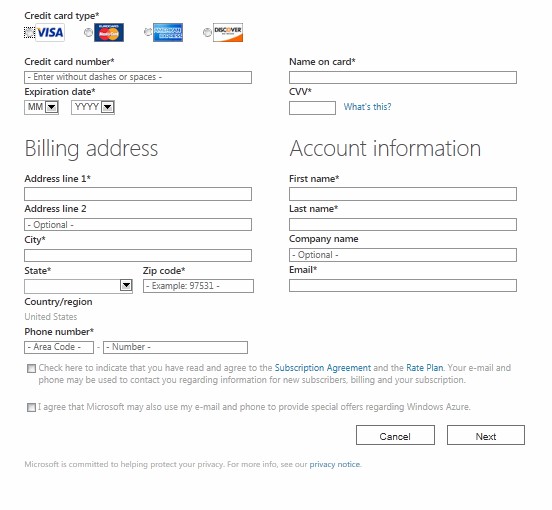 Credit card type*
VISA MasterCard AMERICAN EXPRESS DISCOVER
Credit card number* Name on card*
- Enter without dashes or spaces -
Expiration date* CVV*
MM YYYY What's this?
Billing address Account information
Address line 1* First name*
Address line 2 Last name*
- Optional -
City* Company name
- Optional -
State* Zip code* Email*
- Example: 97531 -
Country/region
United States
Phone number*
- Area Code - - - Number -
Check here to indicate that you have read and agree to the Subscription Agreement and the Rate Plan. Your e-mail and
phone may be used to contact you regarding information for new subscribers, billing and your subscription.
I agree that Microsoft may also use my e-mail and phone to provide special offers regarding Windows Azure.
Cancel Next
Microsoft is committed to helping protect your privacy. For more info, see our privacy notice.